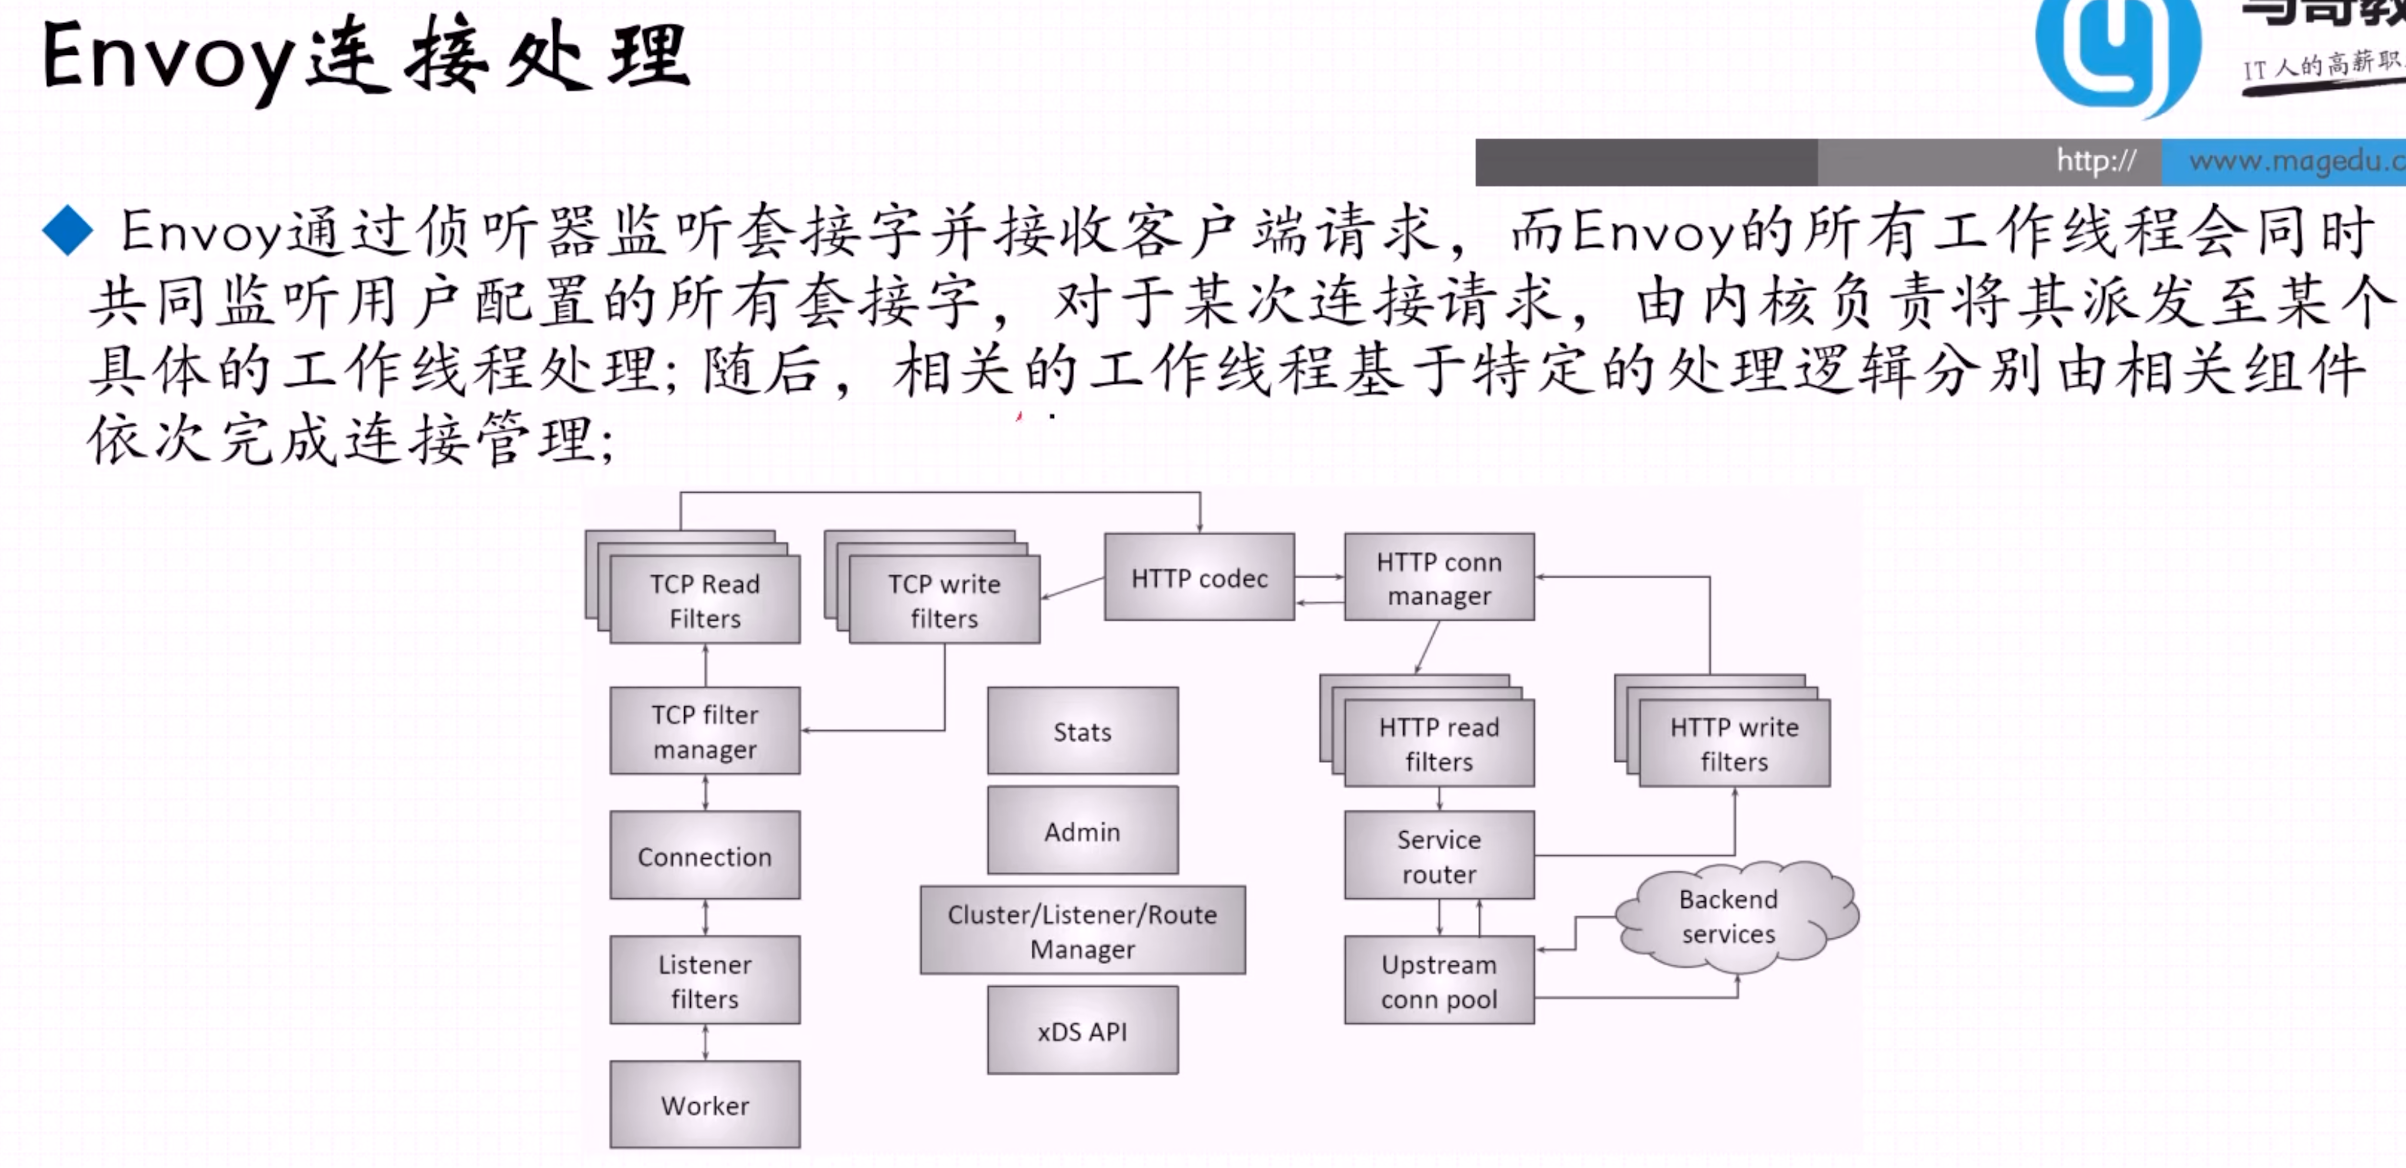 Envoy连接处理
IT 人的高薪职
http://
www.magedu.c
Envoy通过侦听器监听套接字并接收客户端请求，而Envoy的所有工作线程会同时
共同监听用户配置的所有套接字，对于某次连接请求，由内核负责将其派发至某个
具体的工作线程处理; 随后，相关的工作线程基于特定的处理逻辑分别由相关组件
依次完成连接管理;
TCP Read
Filters
TCP write
filters
HTTP codec
HTTP conn
manager
TCP filter
manager
Stats
HTTP read
filters
HTTP write
filters
Connection
Admin
Service
router
Backend
services
Listener
filters
Cluster/Listener/Route
Manager
Upstream
conn pool
xDS API
Worker